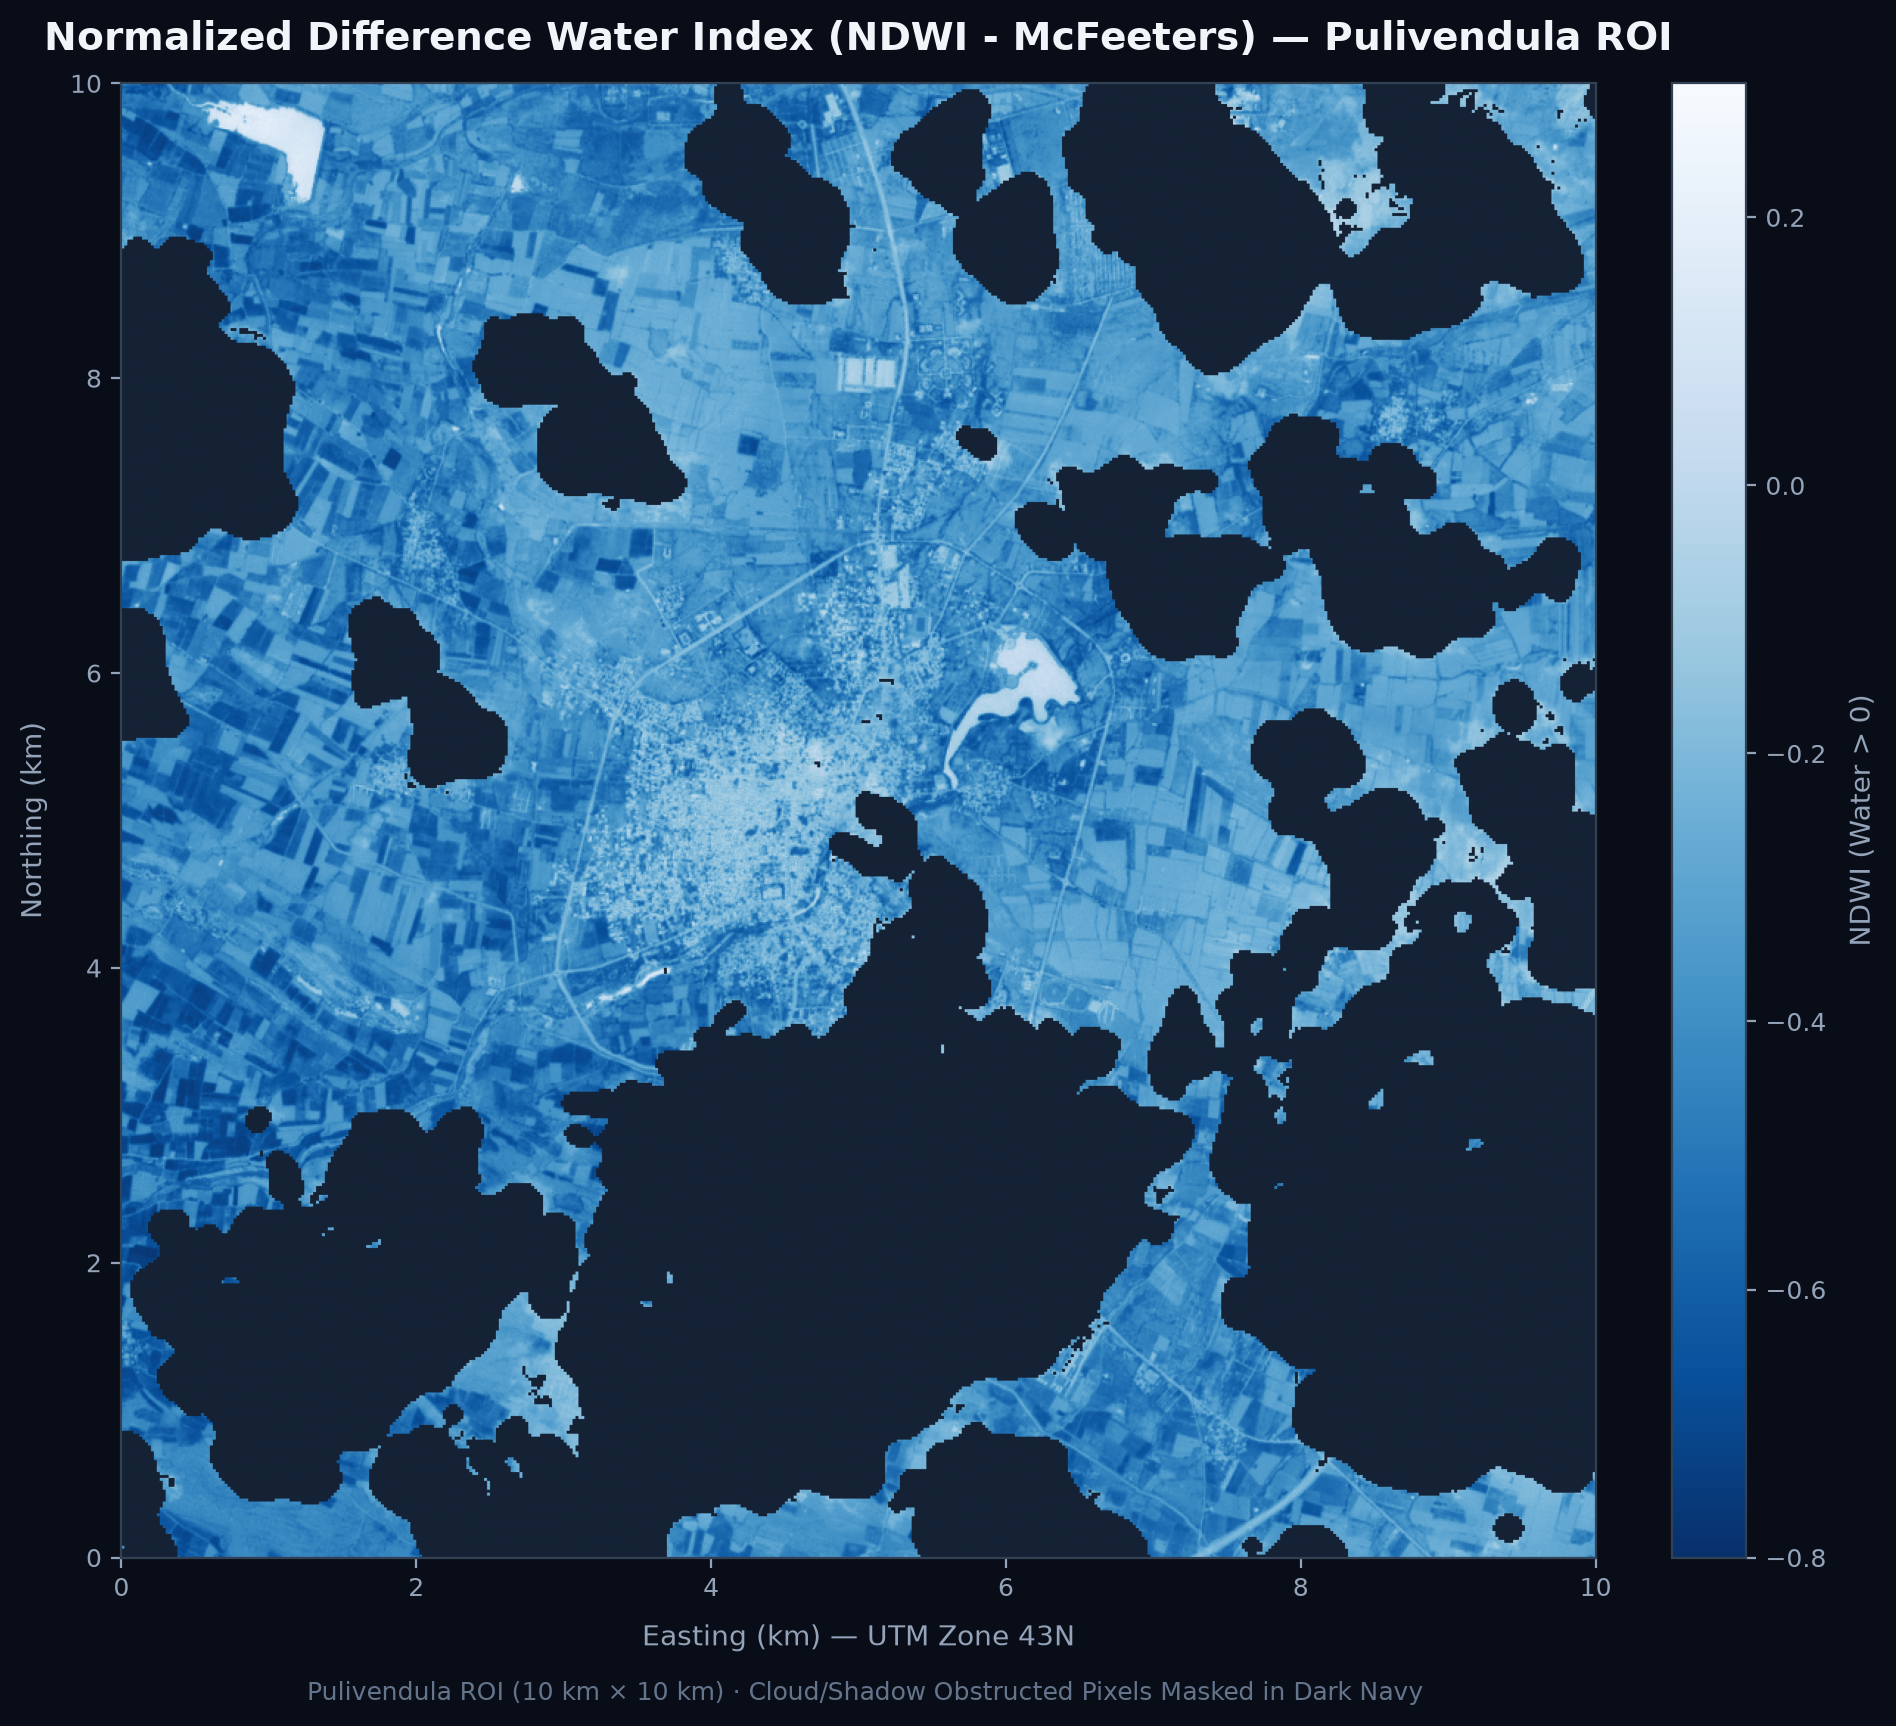 Normalized Difference Water Index (NDWI - McFeeters) — Pulivendula ROI
10
8
6
4
2
0
Northing (km)
0 2 4 6 8 10
Easting (km) — UTM Zone 43N
0.2
0.0
−0.2
−0.4
−0.6
−0.8
NDWI (Water > 0)
Pulivendula ROI (10 km × 10 km) · Cloud/Shadow Obstructed Pixels Masked in Dark Navy